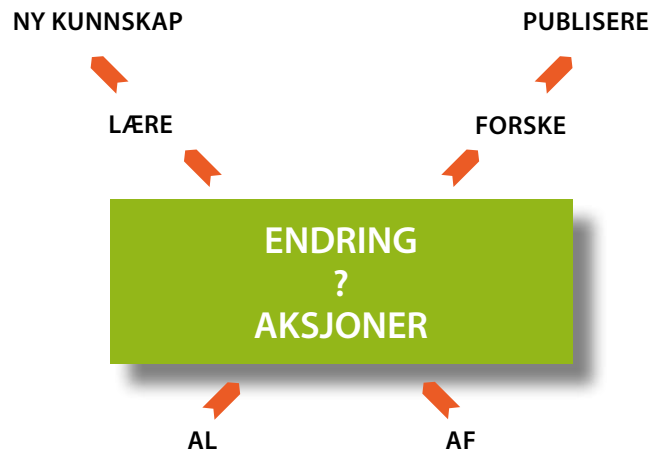 NY KUNNSKAP
PUBLISERE
LÆRE
FORSKE
ENDRING
?
AKSJONER
AL
AF